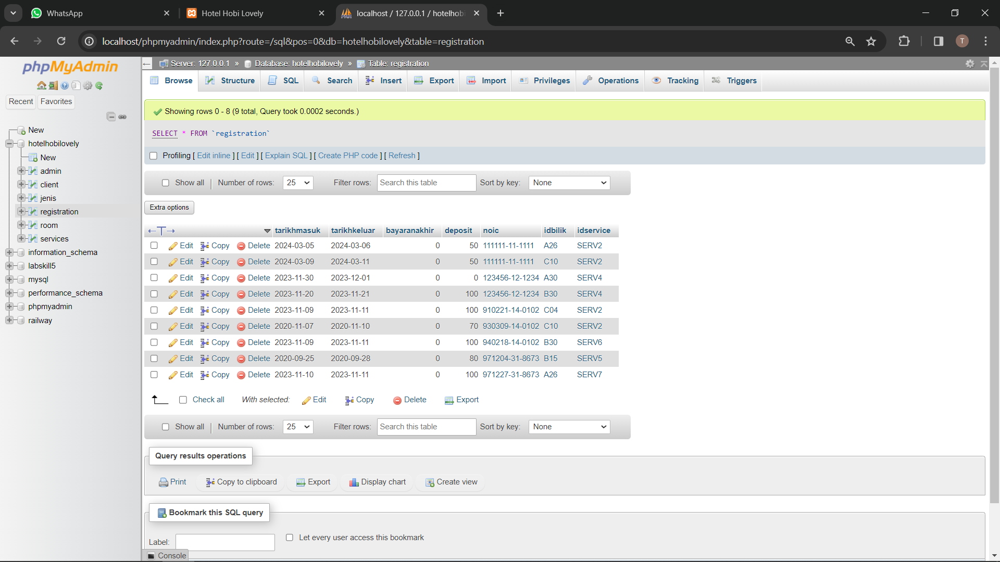 WhatsApp
Hotel Hobi Lovely
localhost / 127.0.0.1 / hotelhobi
localhost/phpmyadmin/index.php?route=/sql&pos=0&db=hotelhobilovely&table=registration
T
phpMyAdmin
Recent Favorites
New
hotelhobilovely
New
admin
client
jenis
registration
room
services
information_schema
labskill5
mysql
performance_schema
phpmyadmin
railway
Server: 127.0.0.1 » Database: hotelhobilovely » Table: registration
Browse Structure SQL Search Insert Export Import Privileges Operations Tracking Triggers
Showing rows 0 - 8 (9 total, Query took 0.0002 seconds.)
SELECT * FROM `registration`
Profiling [ Edit inline ] [ Edit ] [ Explain SQL ] [ Create PHP code ] [ Refresh ]
Show all | Number of rows: 25 Filter rows: Search this table Sort by key: None
Extra options
←T→ tarikhmasuk tarikhkeluar bayaranakhir deposit noic idbilik idservice
Edit Copy Delete 2024-03-05 2024-03-06 0 50 111111-11-1111 A26 SERV2
Edit Copy Delete 2024-03-09 2024-03-11 0 50 111111-11-1111 C10 SERV2
Edit Copy Delete 2023-11-30 2023-12-01 0 0 123456-12-1234 A30 SERV4
Edit Copy Delete 2023-11-20 2023-11-21 0 100 123456-12-1234 B30 SERV4
Edit Copy Delete 2023-11-09 2023-11-11 0 100 910221-14-0102 C04 SERV2
Edit Copy Delete 2020-11-07 2020-11-10 0 70 930309-14-0102 C10 SERV2
Edit Copy Delete 2023-11-09 2023-11-11 0 100 940218-14-0102 B30 SERV6
Edit Copy Delete 2020-09-25 2020-09-28 0 80 971204-31-8673 B15 SERV5
Edit Copy Delete 2023-11-10 2023-11-11 0 100 971227-31-8673 A26 SERV7
Check all With selected: Edit Copy Delete Export
Show all | Number of rows: 25 Filter rows: Search this table Sort by key: None
Query results operations
Print Copy to clipboard Export Display chart Create view
Bookmark this SQL query
Label: Let every user access this bookmark
Console